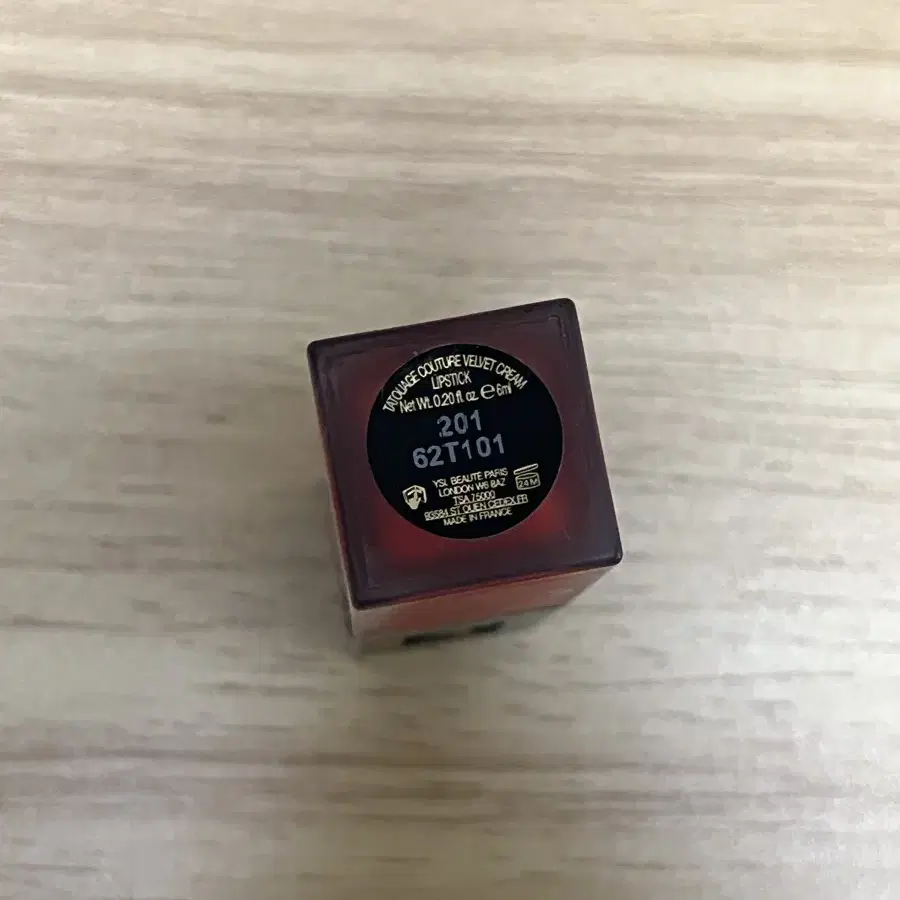 TATOUAGE COUTURE VELVET CREAM
LIPSTICK
Net Wt. 0.20 fl. oz. ℮ 6ml
201
62T101
YSL BEAUTE PARIS
LONDON W6 8AZ
TSA 75000
93584 ST. OUEN CEDEX FR
MADE IN FRANCE
24M